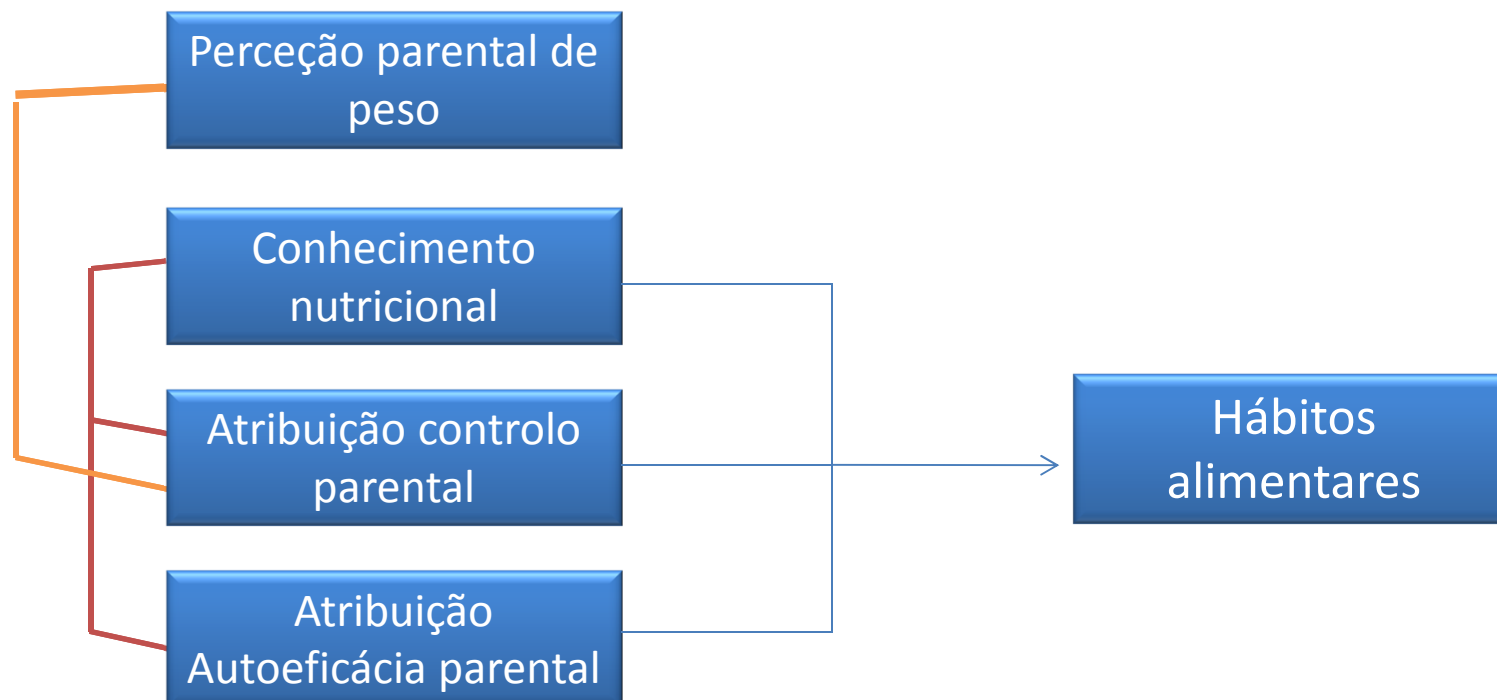 Perceção parental de
peso
Conhecimento
nutricional
Atribuição controlo
parental
Atribuição
Autoeficácia parental
Hábitos
alimentares